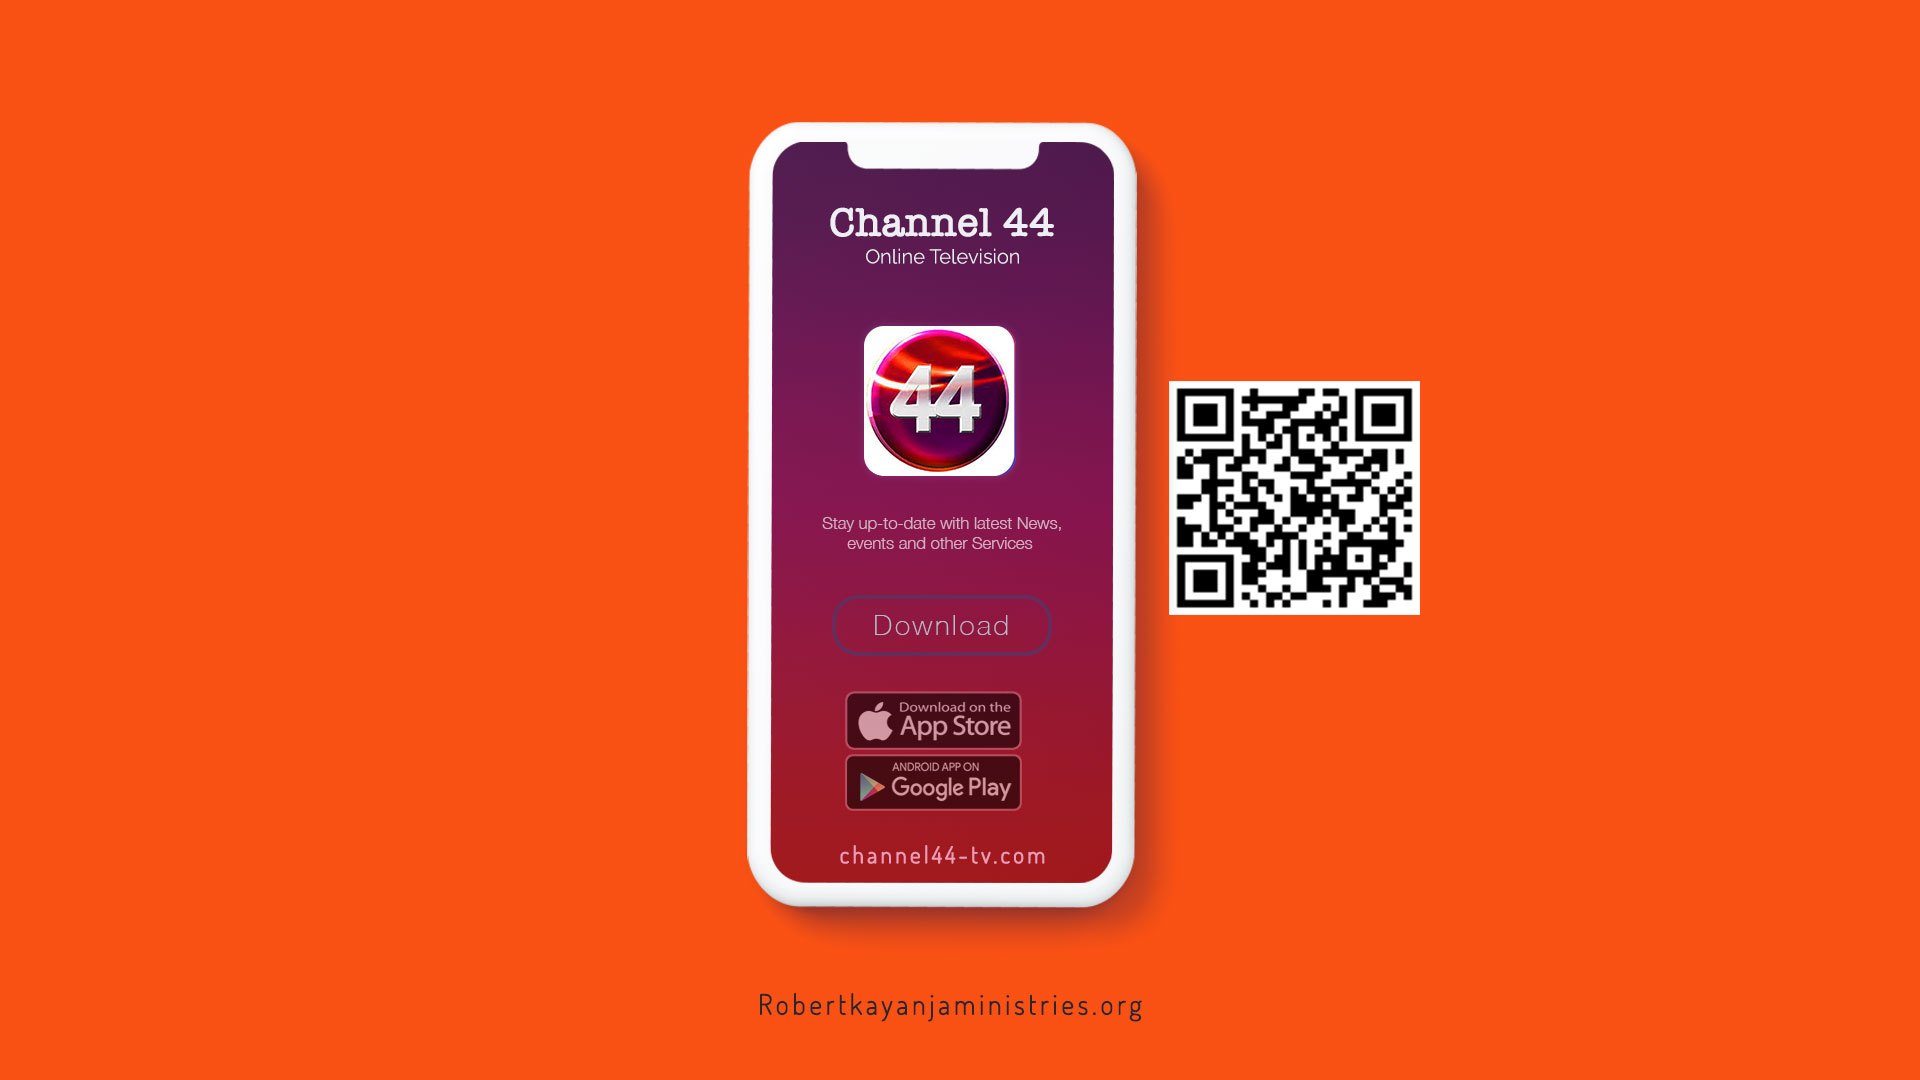 Channel 44
Online Television
44
Stay up-to-date with latest News,
events and other Services
Download
Download on the
App Store
ANDROID APP ON
Google Play
channel44-tv.com
Robertkayanjaministries.org